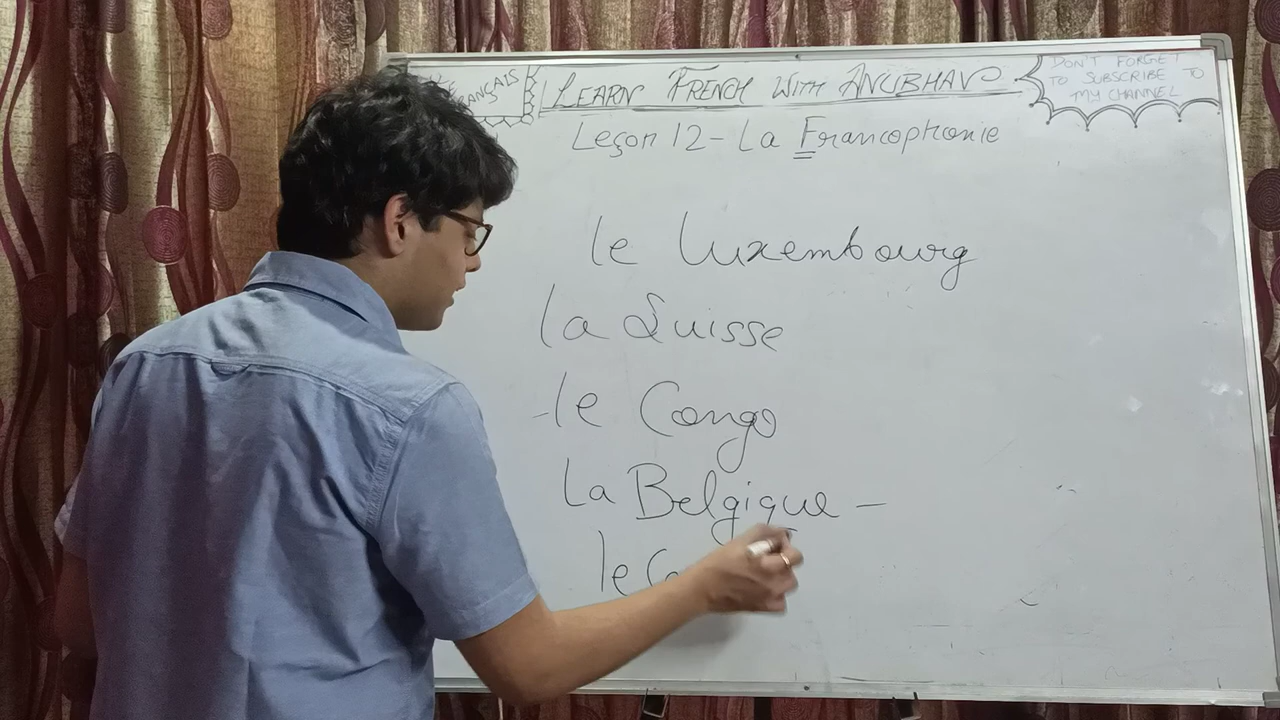 FRANÇAIS
LEARN FRENCH WITH ANUBHAV
DON'T FORGET
TO SUBSCRIBE TO
MY CHANNEL
Leçon 12 - La Francophonie
le Luxembourg
la Suisse
le Congo
La Belgique -
le